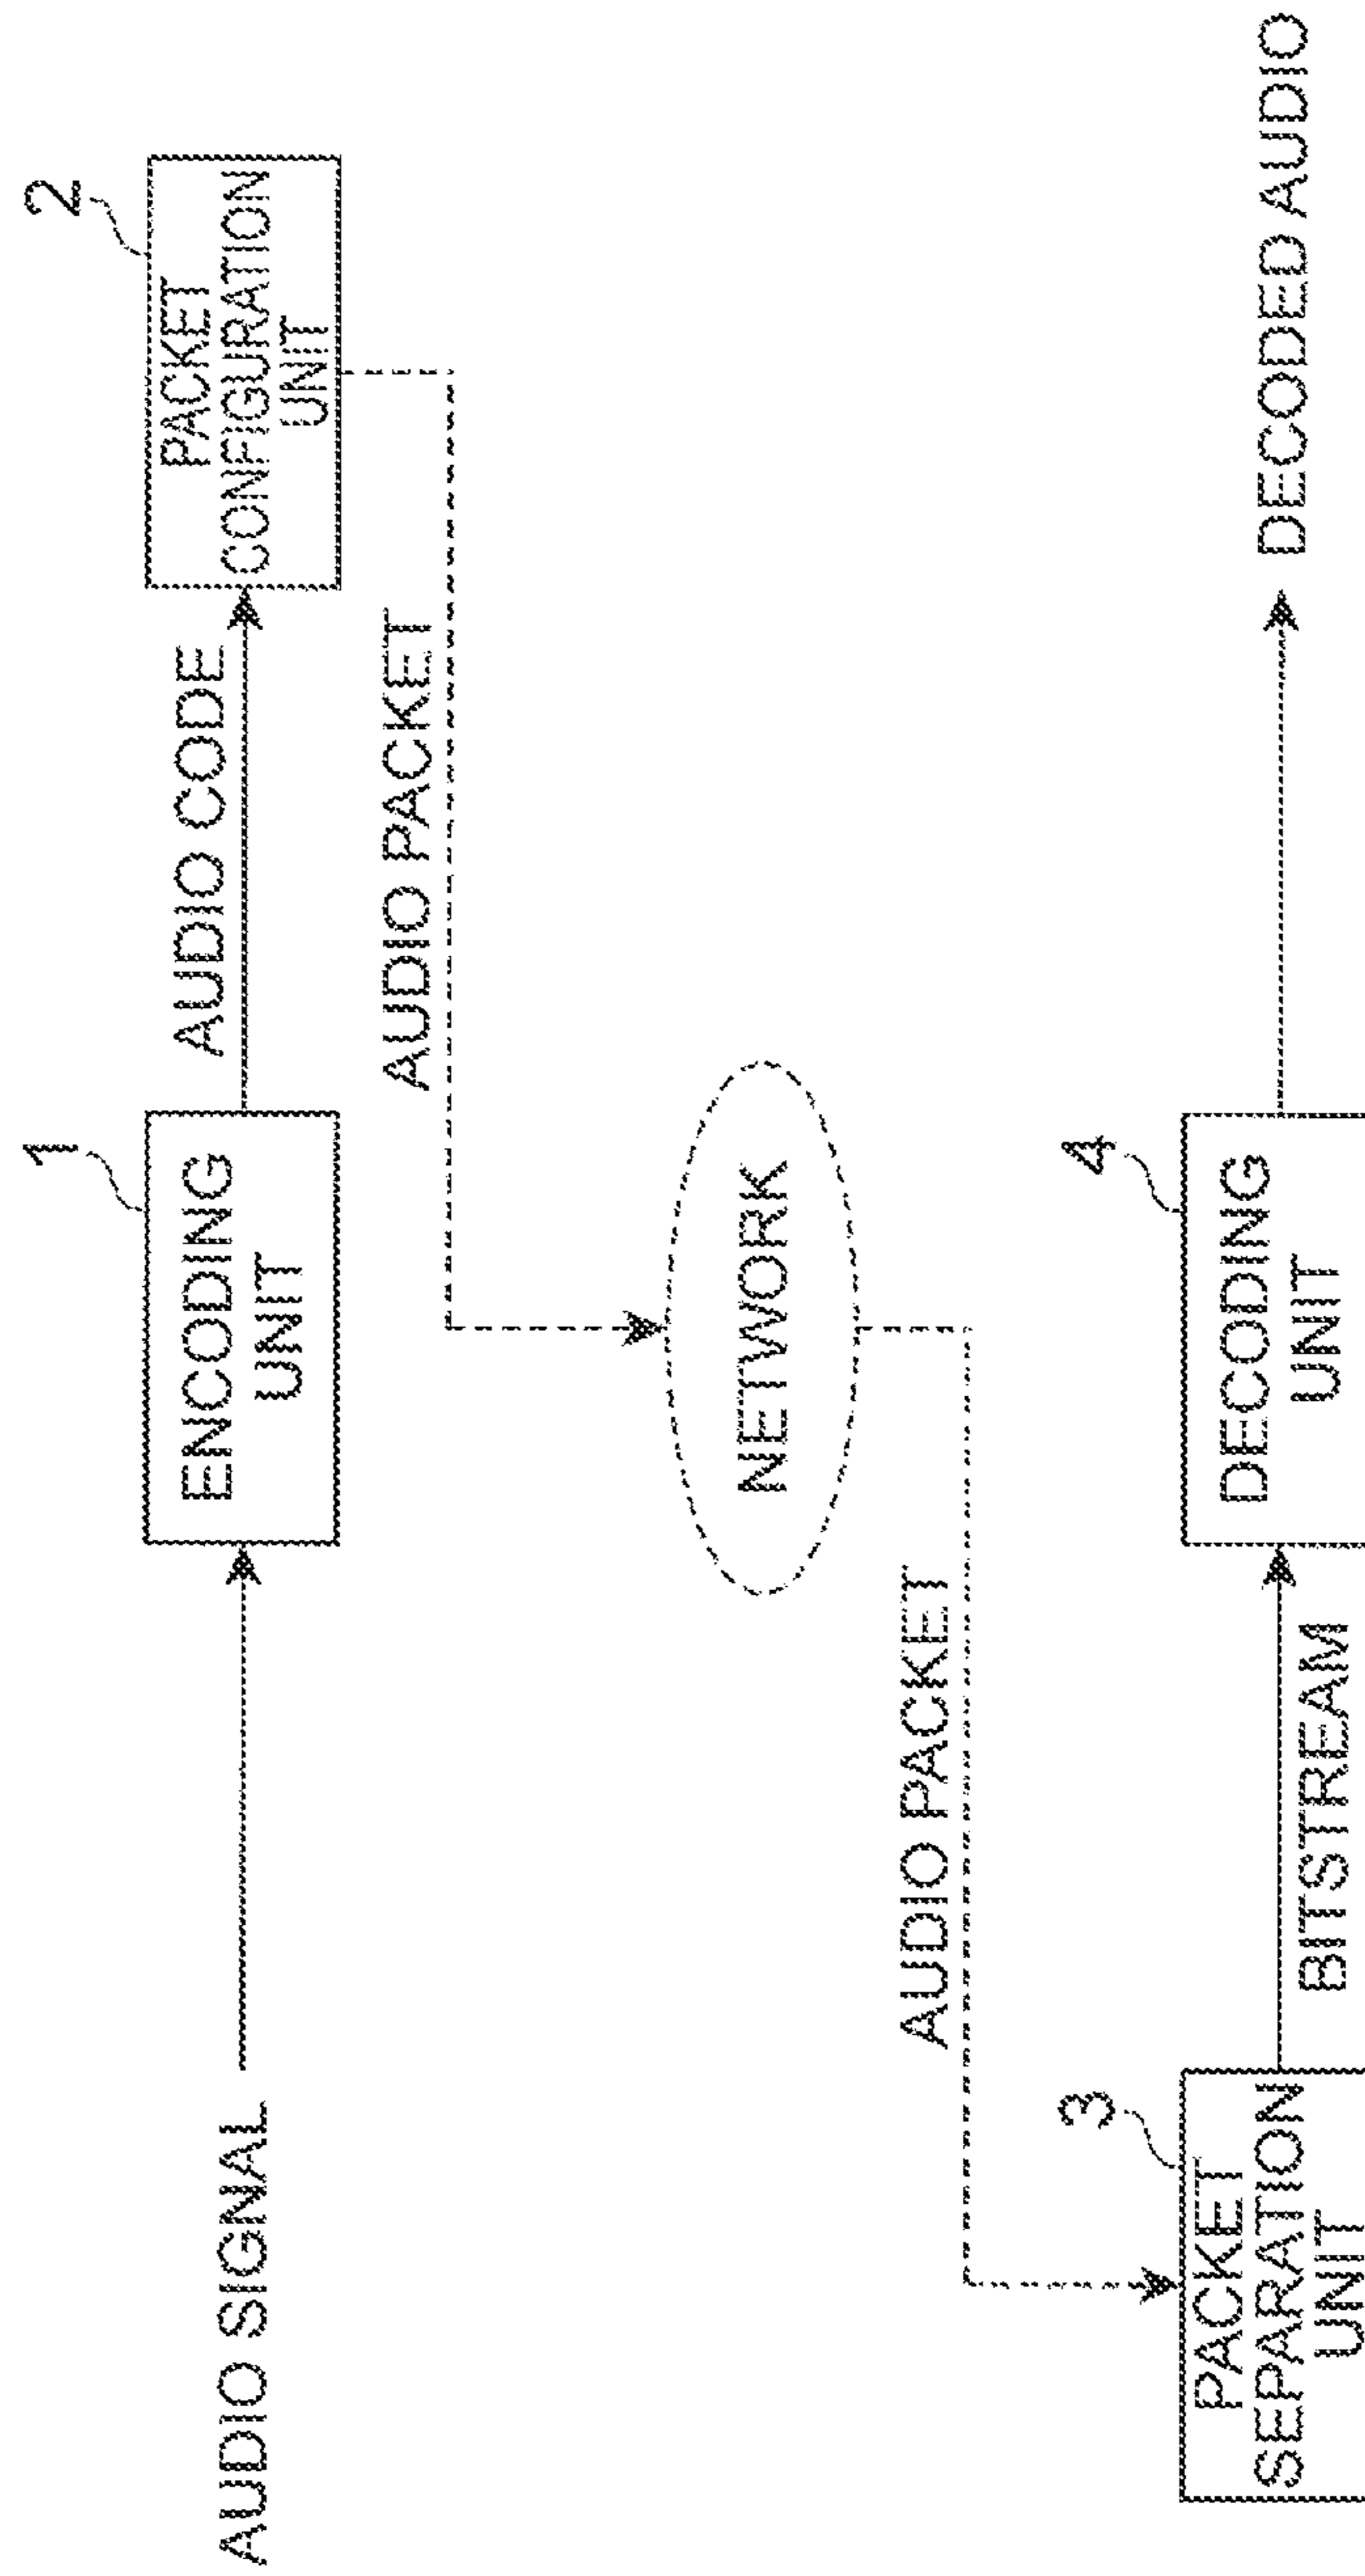 AUDIO SIGNAL
1
ENCODING
UNIT
AUDIO CODE
2
PACKET
CONFIGURATION
UNIT
AUDIO PACKET
NETWORK
AUDIO PACKET
3
PACKET
SEPARATION
UNIT
BITSTREAM
4
DECODING
UNIT
DECODED AUDIO